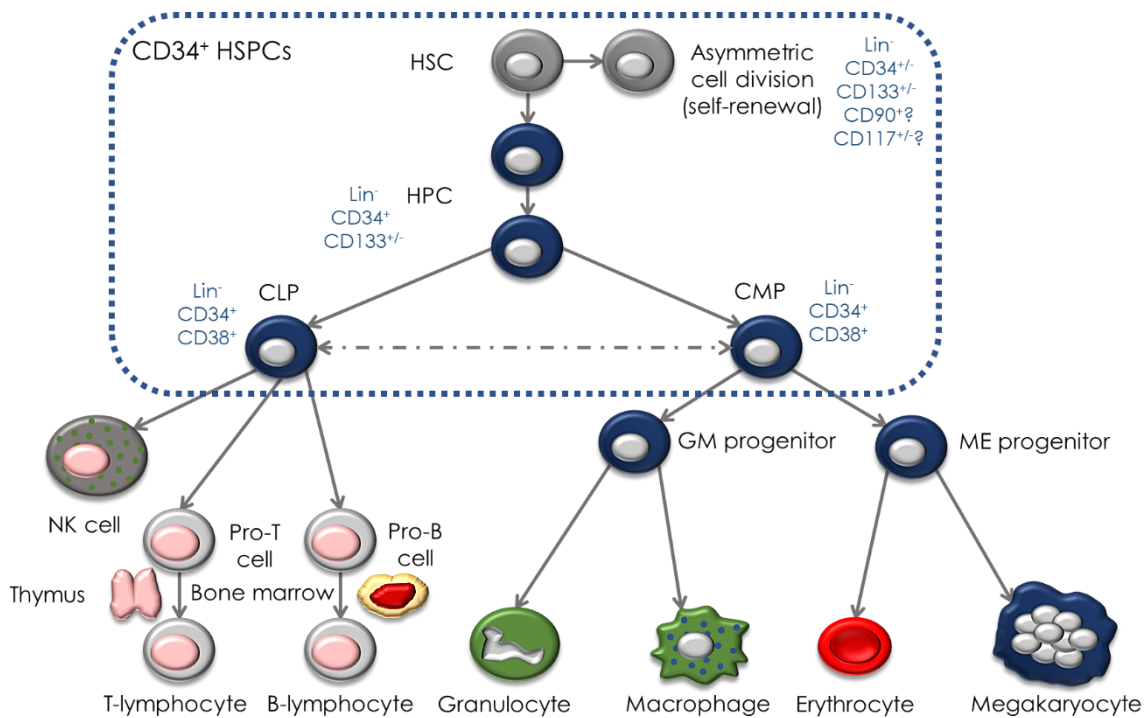 CD34⁺ HSPCs
HSC
Asymmetric
cell division
(self-renewal)
Lin⁻
CD34⁺/⁻
CD133⁺/⁻
CD90⁺?
CD117⁺/⁻?
HPC
Lin⁻
CD34⁺
CD133⁺/⁻
Lin⁻
CD34⁺
CD38⁺
CLP
CMP
Lin⁻
CD34⁺
CD38⁺
GM progenitor
ME progenitor
NK cell
Pro-T
cell
Pro-B
cell
Thymus
Bone marrow
T-lymphocyte
B-lymphocyte
Granulocyte
Macrophage
Erythrocyte
Megakaryocyte